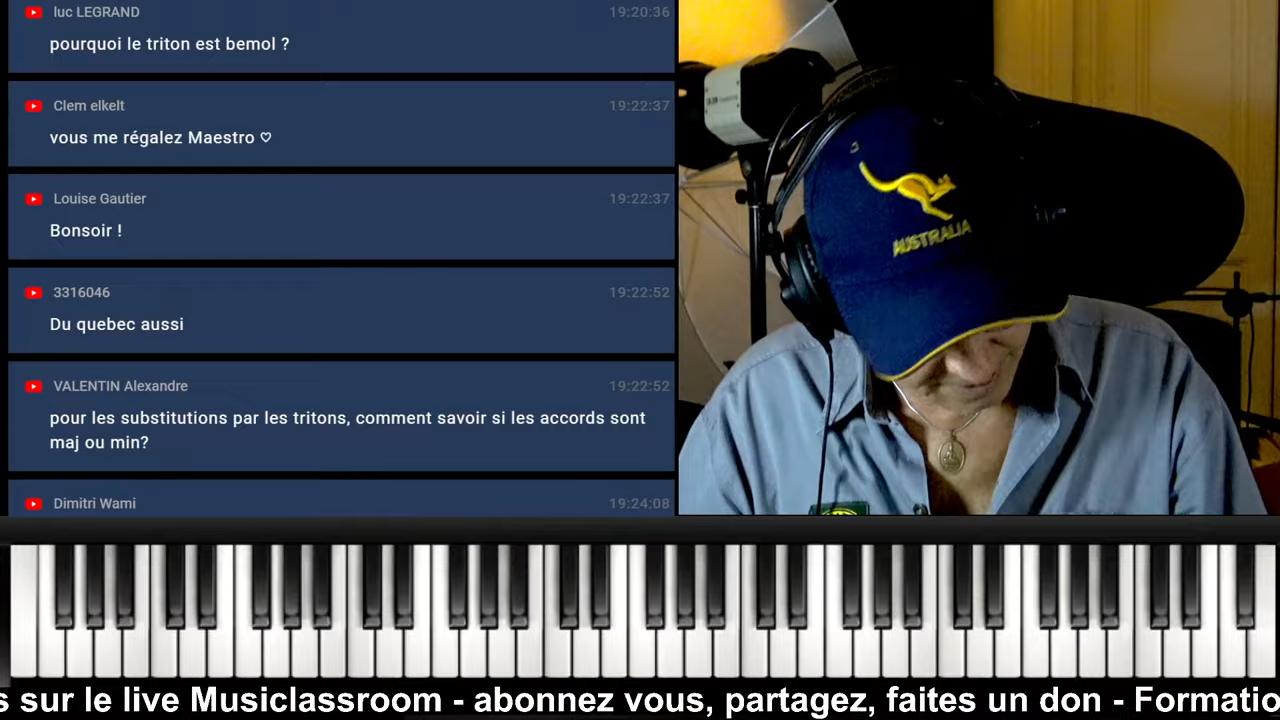 luc LEGRAND 19:20:36
pourquoi le triton est bemol ?
Clem elkelt 19:22:37
vous me régalez Maestro ♡
Louise Gautier 19:22:37
Bonsoir !
3316046 19:22:52
Du quebec aussi
VALENTIN Alexandre 19:22:52
pour les substitutions par les tritons, comment savoir si les accords sont
maj ou min?
Dimitri Wami 19:24:08
AUSTRALIA
s sur le live Musiclassroom - abonnez vous, partagez, faites un don - Formatio